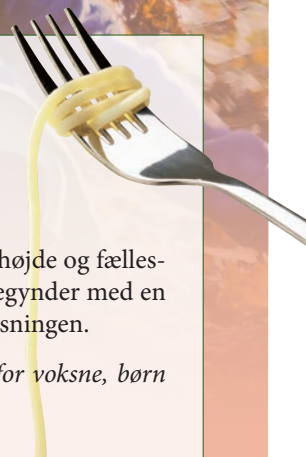 højde og fælles-
egynder med en
sningen.
for voksne, børn